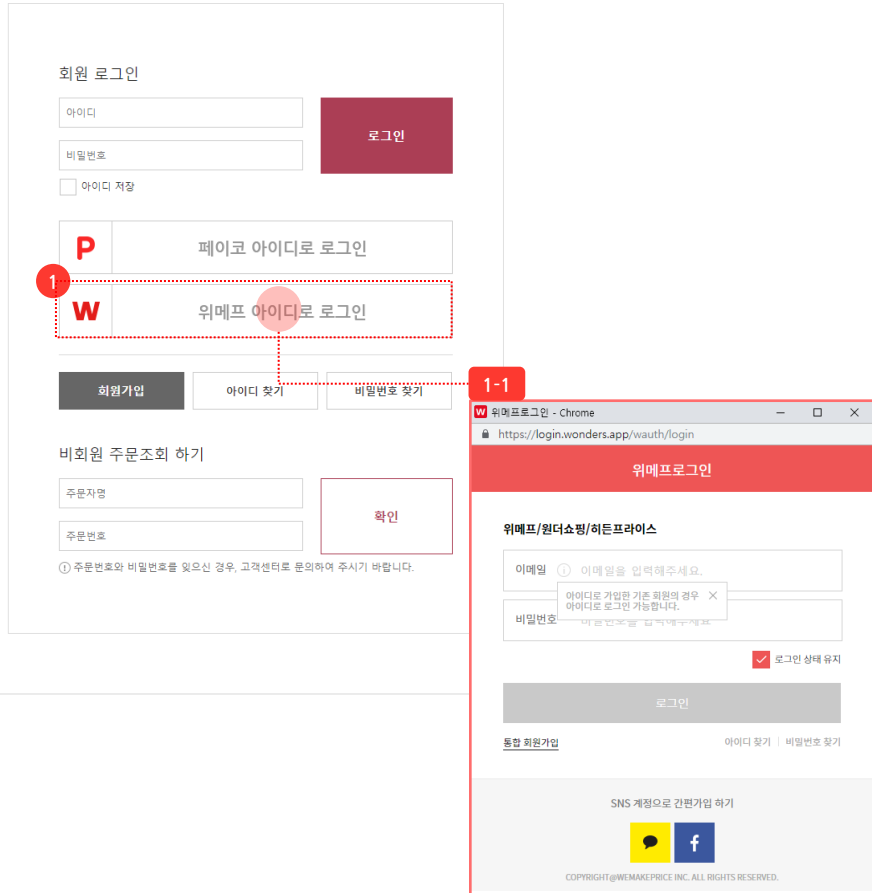 회원 로그인
아이디
로그인
비밀번호
아이디 저장
P 페이코 아이디로 로그인
1
W 위메프 아이디로 로그인
회원가입 아이디 찾기 비밀번호 찾기
비회원 주문조회 하기
주문자명
확인
주문번호
! 주문번호와 비밀번호를 잊으신 경우, 고객센터로 문의하여 주시기 바랍니다.
1-1
W 위메프로그인 - Chrome
https://login.wonders.app/wauth/login
위메프로그인
위메프/원더쇼핑/히든프라이스
이메일 i 이메일을 입력해주세요.
아이디로 가입한 기존 회원의 경우
아이디로 로그인 가능합니다.
비밀번호 비밀번호를 입력해주세요
로그인 상태 유지
로그인
통합 회원가입 아이디 찾기 비밀번호 찾기
SNS 계정으로 간편가입 하기
f
COPYRIGHT@WEMAKEPRICE INC. ALL RIGHTS RESERVED.